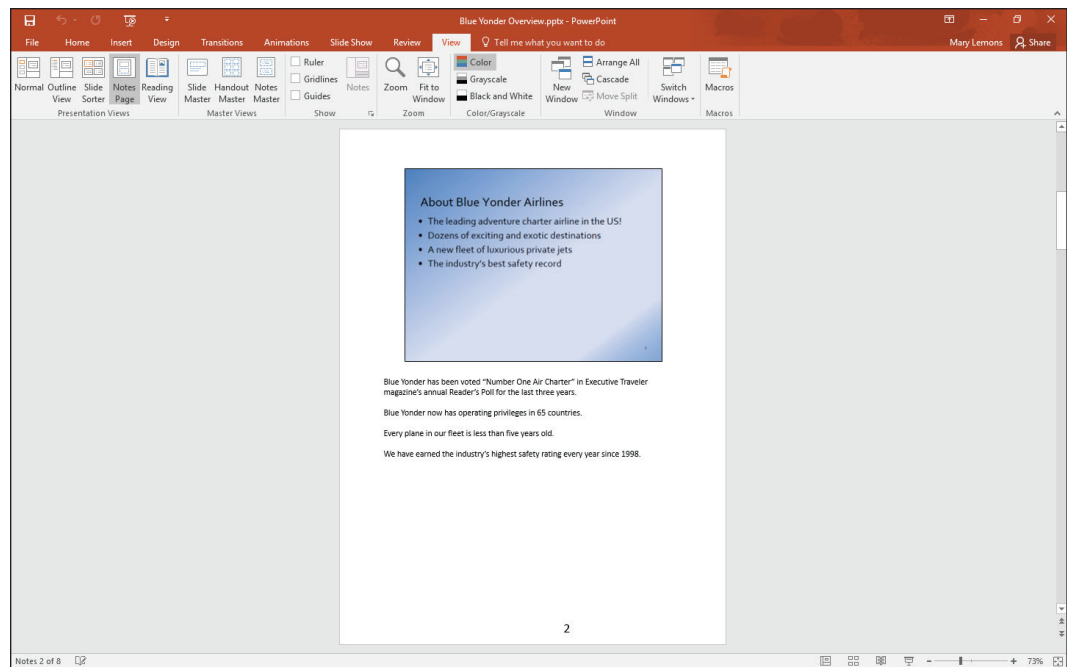 Blue Yonder Overview.pptx - PowerPoint
File Home Insert Design Transitions Animations Slide Show Review View Tell me what you want to do Mary Lemons Share
Normal Outline View Slide Sorter Notes Page Reading View
Presentation Views
Slide Master Handout Master Notes Master
Master Views
Ruler
Gridlines
Guides
Notes
Show
Zoom Fit to Window
Zoom
Color
Grayscale
Black and White
Color/Grayscale
New Window
Arrange All
Cascade
Move Split
Switch Windows
Window
Macros
Macros
About Blue Yonder Airlines
• The leading adventure charter airline in the US!
• Dozens of exciting and exotic destinations
• A new fleet of luxurious private jets
• The industry's best safety record
Blue Yonder has been voted “Number One Air Charter” in Executive Traveler
magazine’s annual Reader’s Poll for the last three years.
Blue Yonder now has operating privileges in 65 countries.
Every plane in our fleet is less than five years old.
We have earned the industry’s highest safety rating every year since 1998.
2
Notes 2 of 8
73%